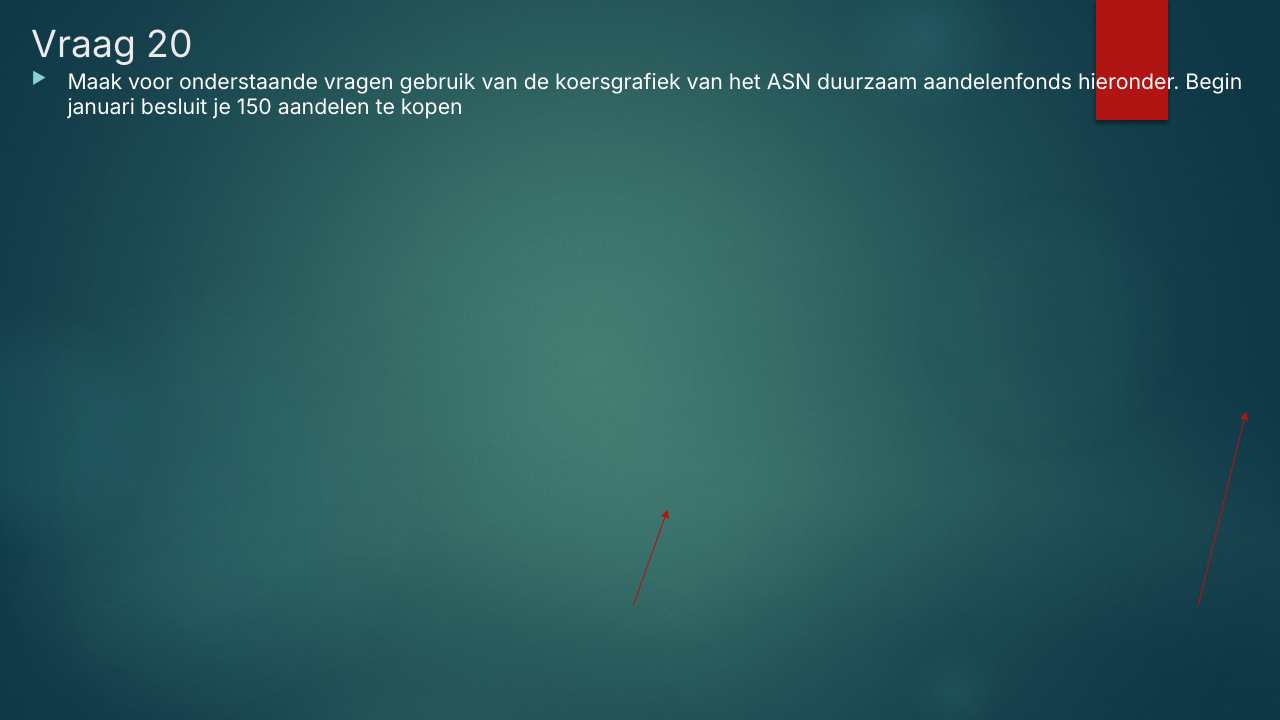 Vraag 20
Maak voor onderstaande vragen gebruik van de koersgrafiek van het ASN duurzaam aandelenfonds hieronder. Begin
januari besluit je 150 aandelen te kopen